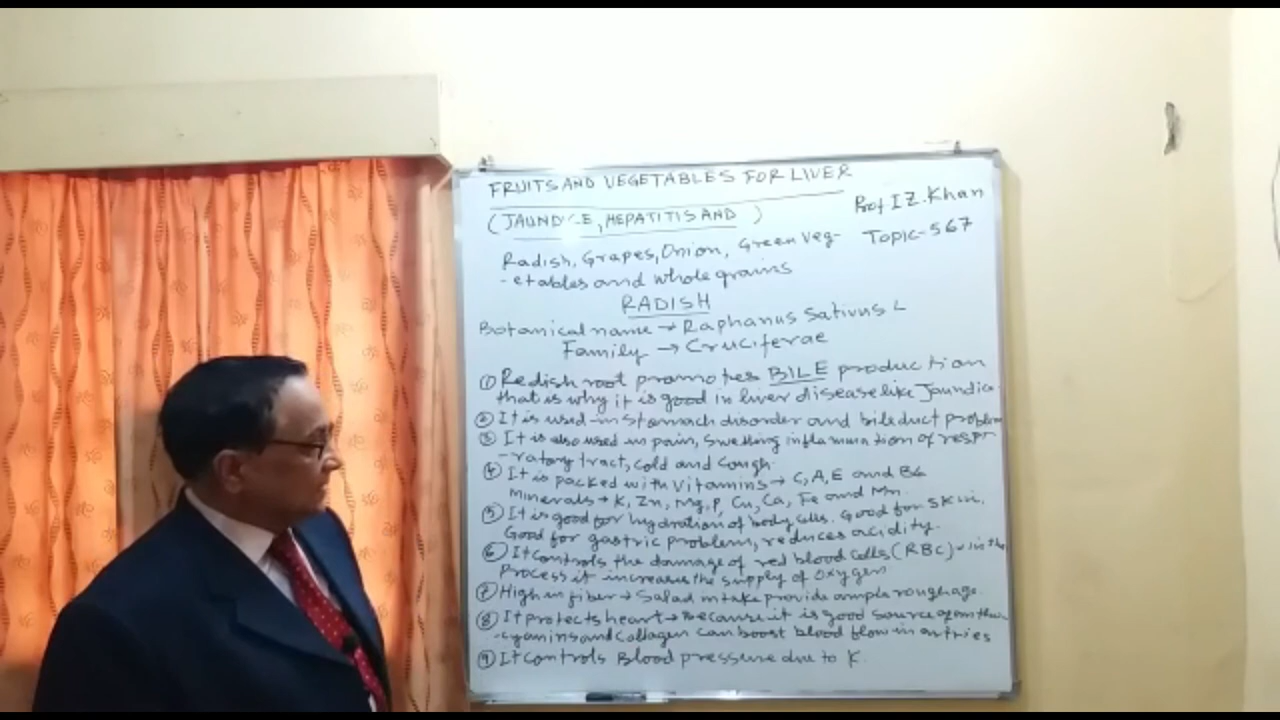 FRUITS AND VEGETABLES FOR LIVER
(JAUNDICE, HEPATITIS AND )
Prof I Z. Khan
Topic-567
Radish, Grapes, Onion, Green Veg-
-etables and whole grains
RADISH
Botanical name → Raphanus Sativus L
Family → Cruciferae
① Redish root promotes BILE production
that is why it is good in liver disease like Jaundice
② It is used in stomach disorder and bile duct problem
③ It is also used in pain, swelling inflammation of resp-
-ratory tract, cold and cough.
④ It is packed with vitamins → C, A, E and B6
minerals → K, Zn, Mg, P, Cu, Ca, Fe and Mn.
⑤ It is good for hydration of body cells. Good for skin.
Good for gastric problem, reduces acidity.
⑥ It controls the damage of red blood cells (RBC) in the
Process it increases the supply of oxygen
⑦ High in fiber → Salad intake provide ample roughage.
⑧ It protects heart → Because it is good source of anth
-cyanins and collagen can boost blood flow in artries
⑨ It controls Blood pressure due to K.